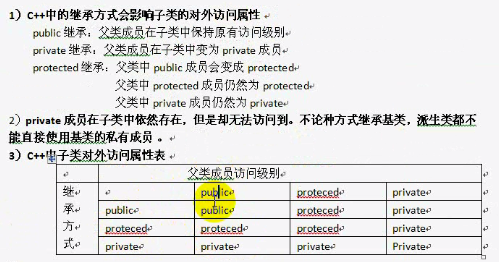 1）C++中的继承方式会影响子类的对外访问属性
public 继承：父类成员在子类中保持原有访问级别
private 继承：父类成员在子类中变为 private 成员
protected 继承：父类中 public 成员会变成 protected
父类中 protected 成员仍然为 protected
父类中 private 成员仍然为 private
2）private 成员在子类中依然存在，但是却无法访问到。不论种方式继承基类，派生类都不
能直接使用基类的私有成员 。
3）C++中子类对外访问属性表
父类成员访问级别
继 public proteced private
承 public public proteced private
方 proteced proteced proteced private
式 private private private Private